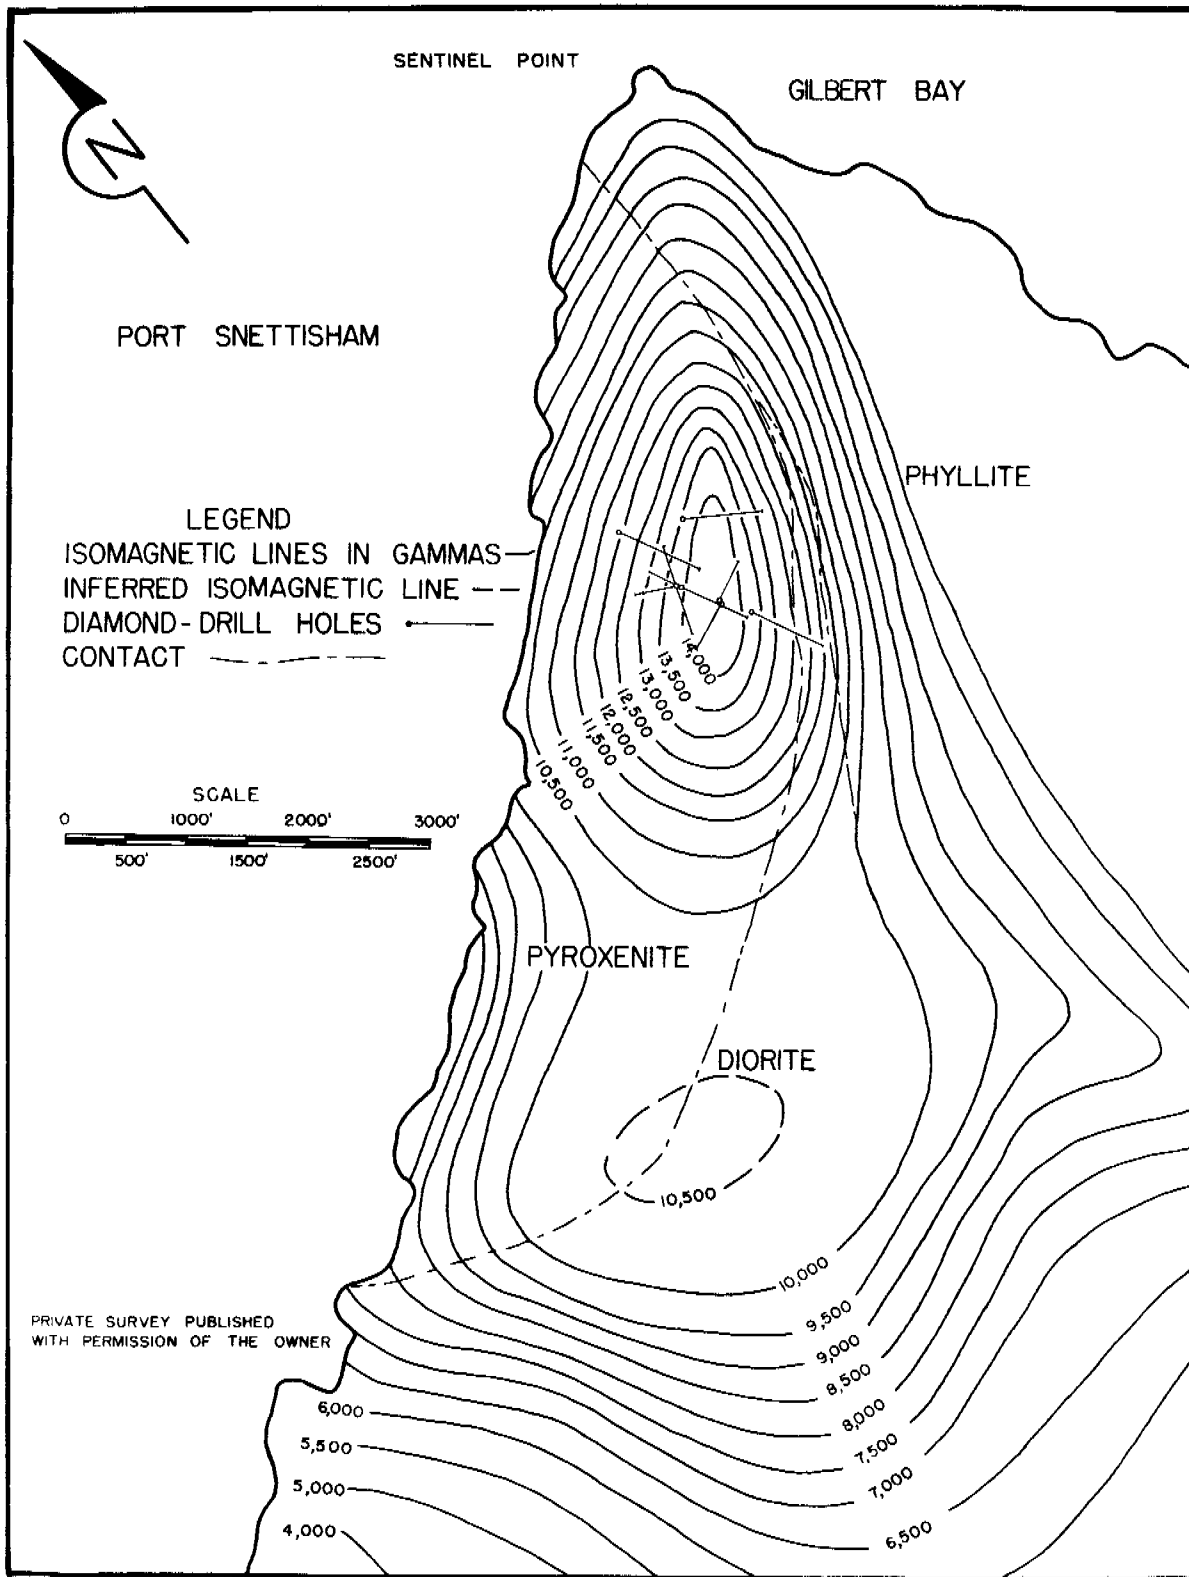 SENTINEL POINT
GILBERT BAY
N
PORT SNETTISHAM
PHYLLITE
LEGEND
ISOMAGNETIC LINES IN GAMMAS
INFERRED ISOMAGNETIC LINE
DIAMOND-DRILL HOLES
CONTACT
14,000
13,500
13,000
12,500
12,000
11,500
11,000
10,500
SCALE
0 1000' 2000' 3000'
500' 1500' 2500'
PYROXENITE
DIORITE
10,500
10,000
9,500
9,000
8,500
8,000
7,500
7,000
6,500
PRIVATE SURVEY PUBLISHED
WITH PERMISSION OF THE OWNER
6,000
5,500
5,000
4,000